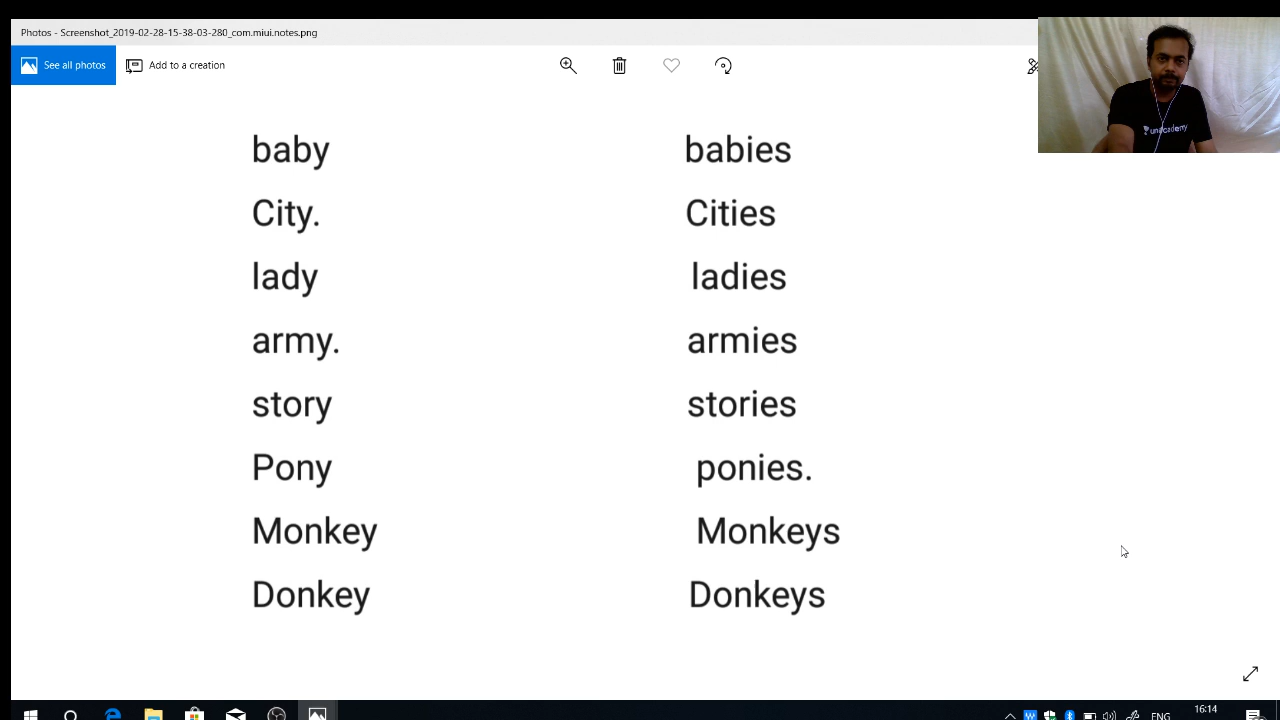 Photos - Screenshot_2019-02-28-15-38-03-280_com.miui.notes.png
See all photos Add to a creation
unacademy
baby babies
City. Cities
lady ladies
army. armies
story stories
Pony ponies.
Monkey Monkeys
Donkey Donkeys
ENG 16:14